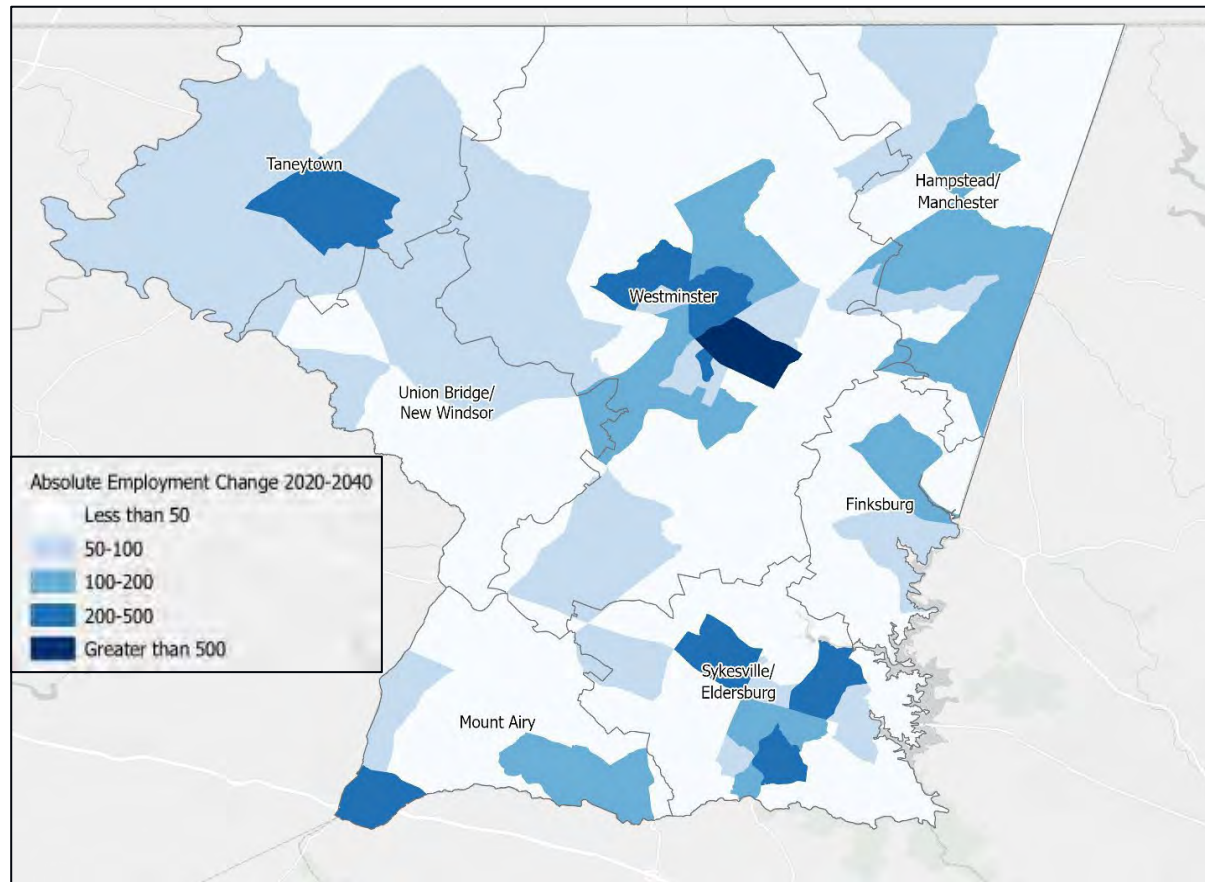 Taneytown
Hampstead/
Manchester
Westminster
Union Bridge/
New Windsor
Absolute Employment Change 2020-2040
Less than 50
50-100
100-200
200-500
Greater than 500
Finksburg
Sykesville/
Eldersburg
Mount Airy